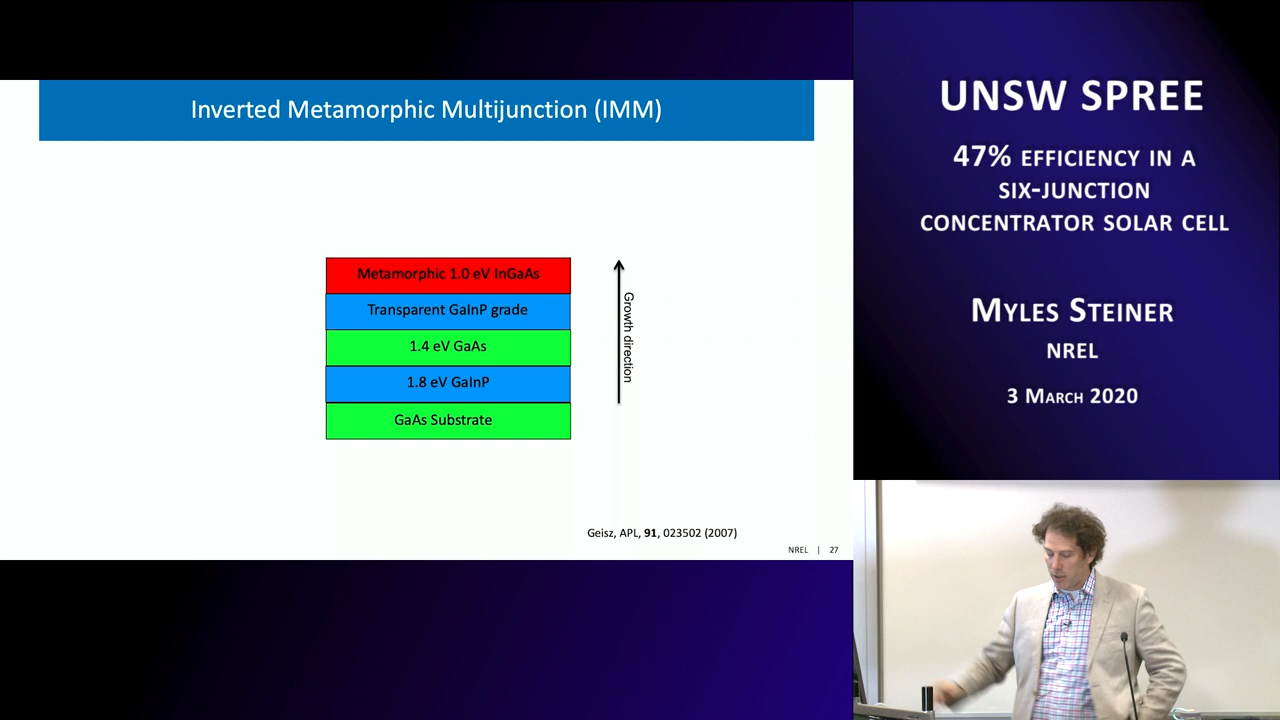 Inverted Metamorphic Multijunction (IMM)
Metamorphic 1.0 eV InGaAs
Transparent GaInP grade
1.4 eV GaAs
1.8 eV GaInP
GaAs Substrate
Growth direction
Geisz, APL, 91, 023502 (2007)
NREL | 27
UNSW SPREE
47% EFFICIENCY IN A
SIX-JUNCTION
CONCENTRATOR SOLAR CELL
MYLES STEINER
NREL
3 MARCH 2020